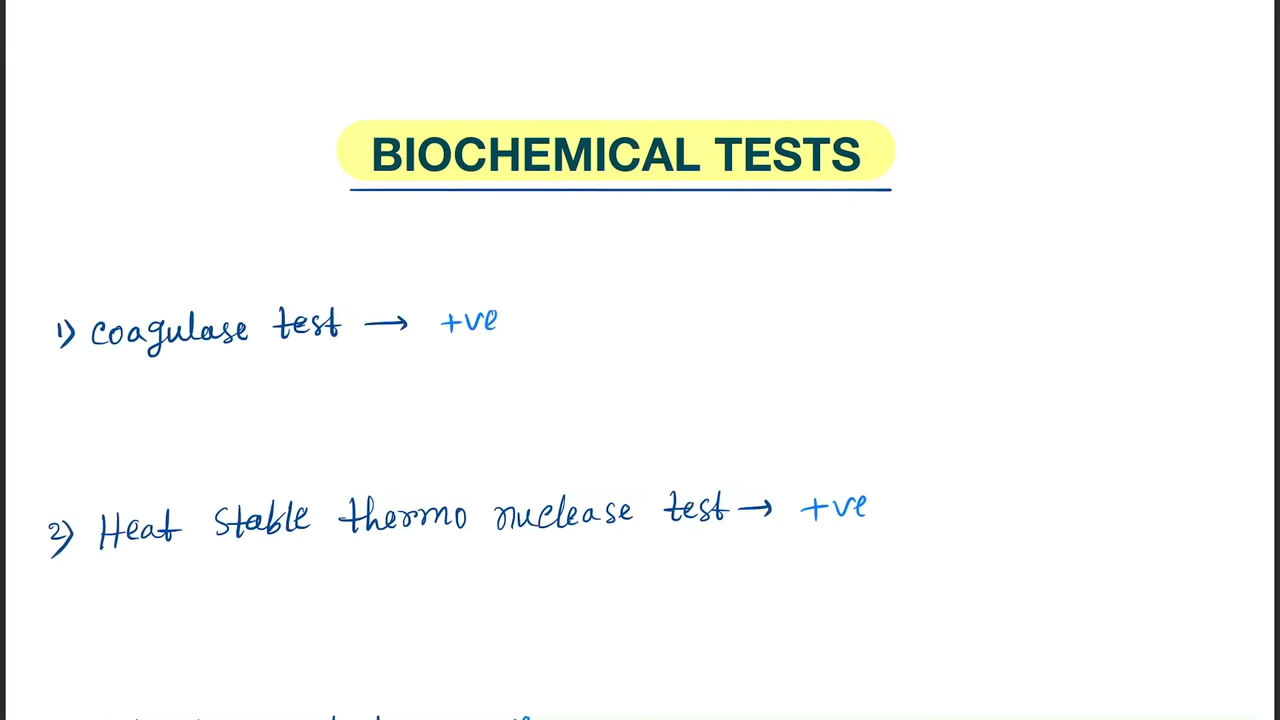 BIOCHEMICAL TESTS
1) coagulase test → +ve
2) Heat stable thermo nuclease test → +ve